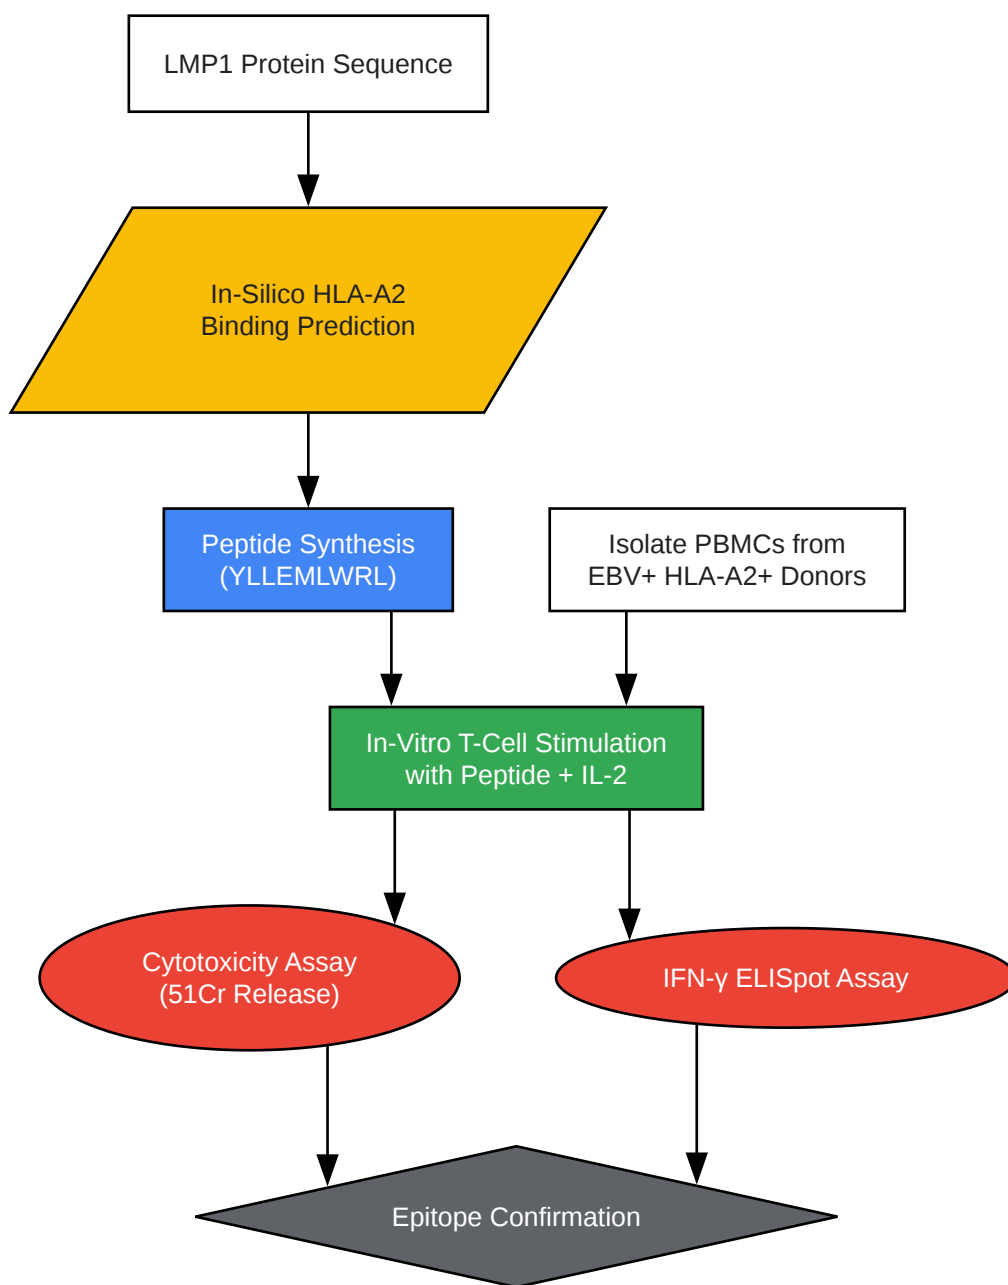 LMP1 Protein Sequence
In-Silico HLA-A2
Binding Prediction
Peptide Synthesis
(YLLEMLWRL)
Isolate PBMCs from
EBV+ HLA-A2+ Donors
In-Vitro T-Cell Stimulation
with Peptide + IL-2
Cytotoxicity Assay
(51Cr Release)
IFN-γ ELISpot Assay
Epitope Confirmation